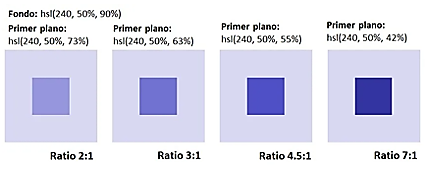 Fondo: hsl(240, 50%, 90%)
Primer plano:
hsl(240, 50%, 73%)
Primer plano:
hsl(240, 50%, 63%)
Primer plano:
hsl(240, 50%, 55%)
Primer plano:
hsl(240, 50%, 42%)
Ratio 2:1
Ratio 3:1
Ratio 4.5:1
Ratio 7:1